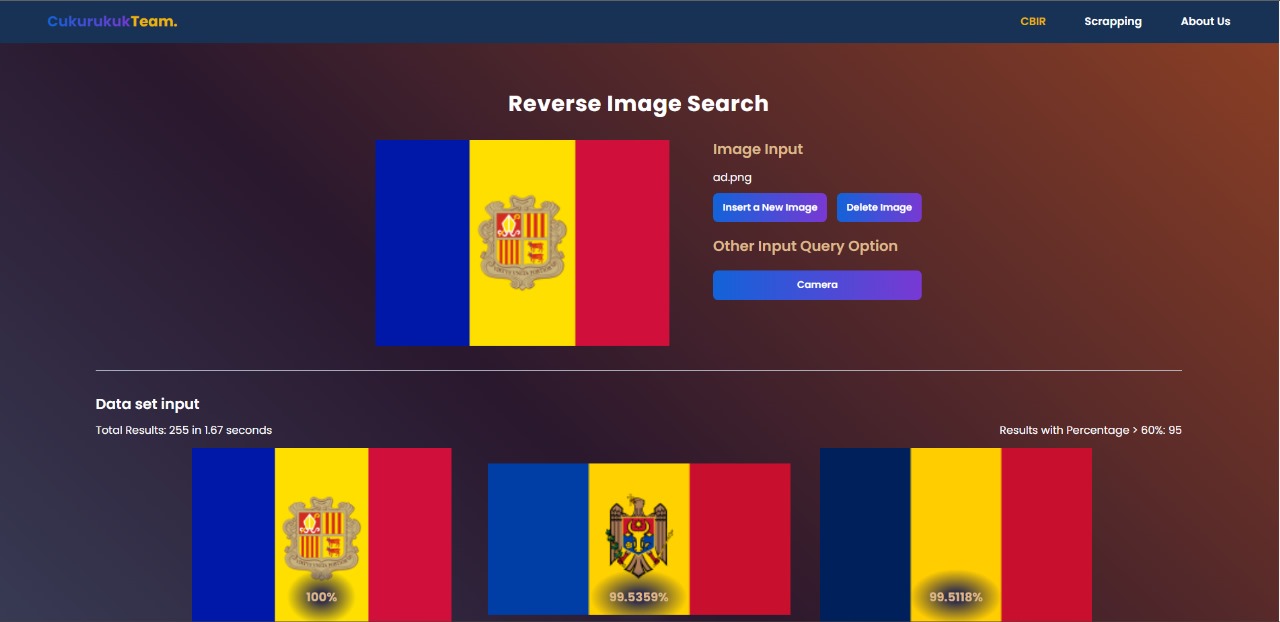 CukurukukTeam.
CBIR Scrapping About Us
Reverse Image Search
Image Input
ad.png
Insert a New Image Delete Image
Other Input Query Option
Camera
Data set input
Total Results: 255 in 1.67 seconds
Results with Percentage > 60%: 95
100%
99.5359%
99.5118%